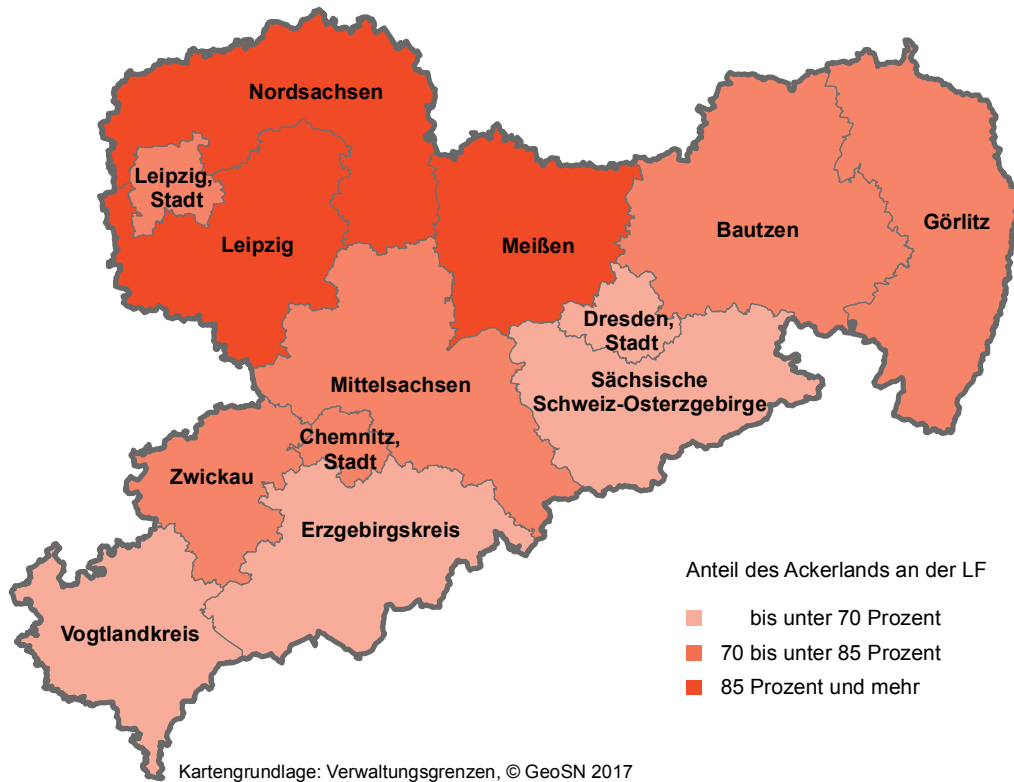 Nordsachsen
Leipzig,
Stadt
Leipzig
Meißen
Bautzen
Görlitz
Dresden,
Stadt
Mittelsachsen
Sächsische
Schweiz-Osterzgebirge
Chemnitz,
Stadt
Zwickau
Erzgebirgskreis
Vogtlandkreis
Anteil des Ackerlands an der LF
bis unter 70 Prozent
70 bis unter 85 Prozent
85 Prozent und mehr
Kartengrundlage: Verwaltungsgrenzen, © GeoSN 2017